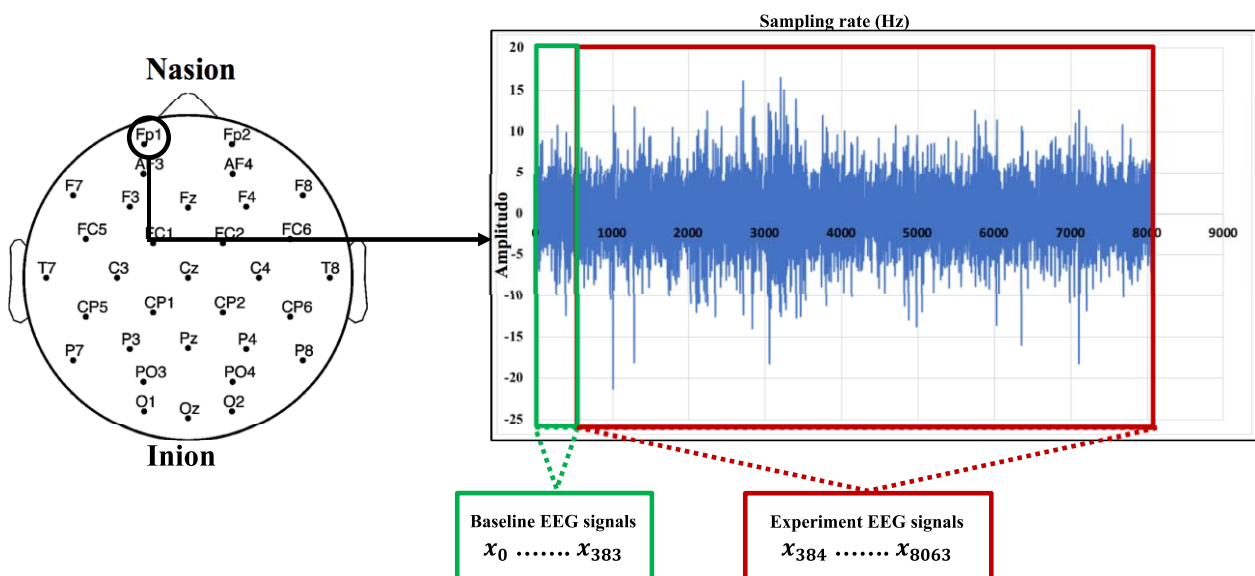 Sampling rate (Hz)
Nasion
Fp1 Fp2
AF3 AF4
F7 F3 Fz F4 F8
FC5 FC1 FC2 FC6
T7 C3 Cz C4 T8
CP5 CP1 CP2 CP6
P7 P3 Pz P4 P8
PO3 PO4
O1 Oz O2
Inion
Amplitudo
20
15
10
5
0
-5
-10
-15
-20
-25
0 1000 2000 3000 4000 5000 6000 7000 8000 9000
Baseline EEG signals
x₀ ....... x₃₈₃
Experiment EEG signals
x₃₈₄ ....... x₈₀₆₃